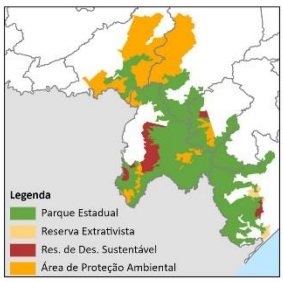 Legenda
Parque Estadual
Reserva Extrativista
Res. de Des. Sustentável
Área de Proteção Ambiental